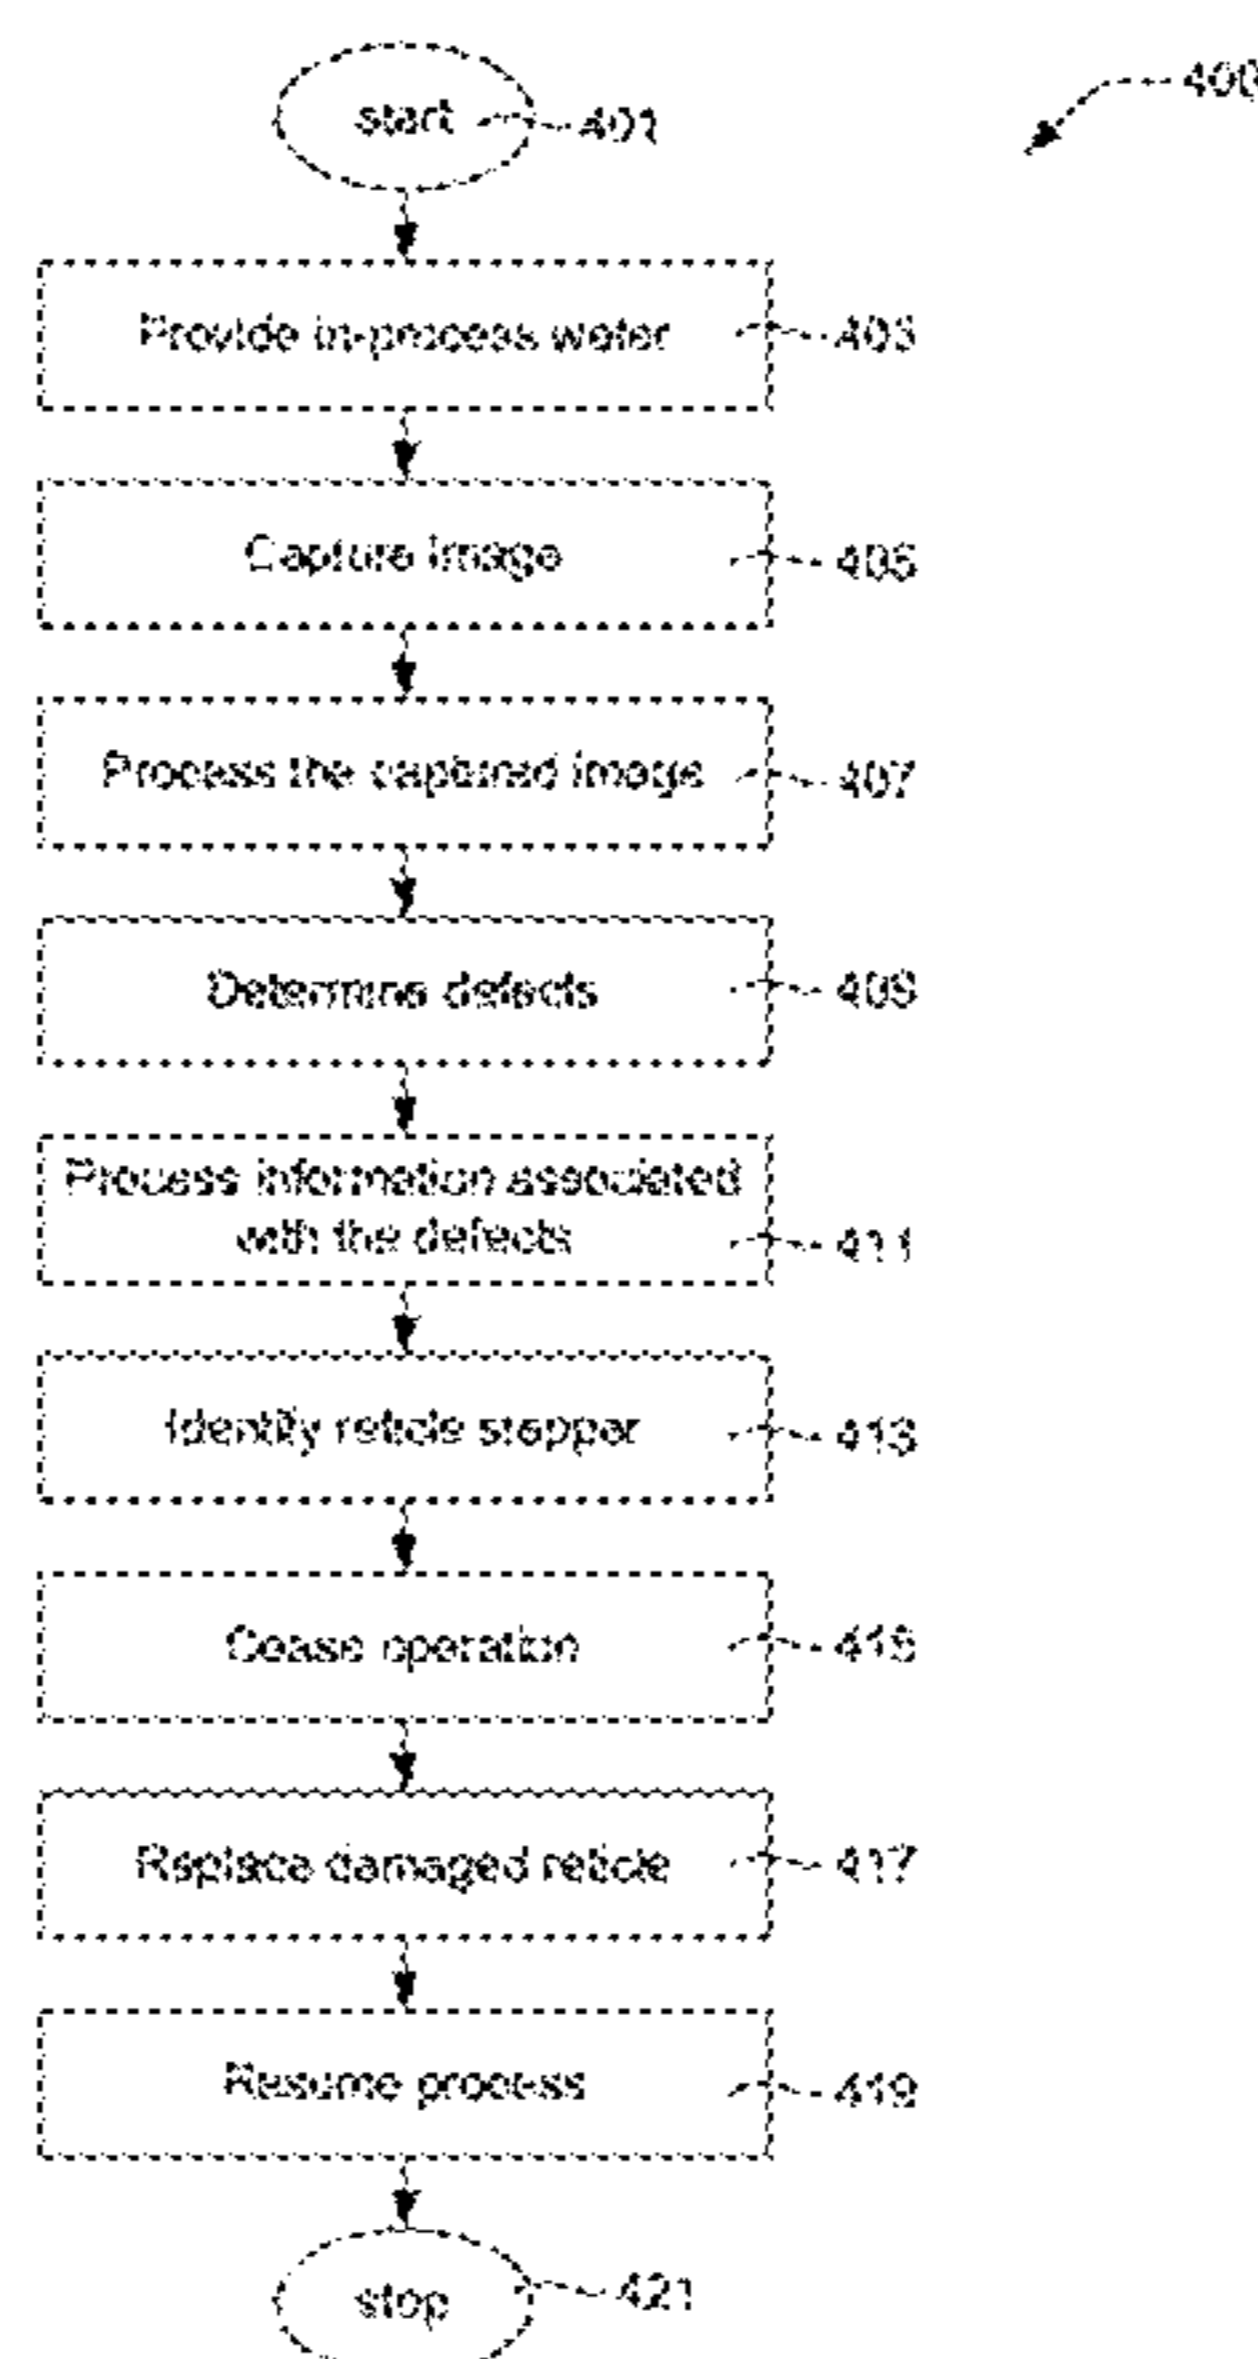 start 401
400
Provide in-process wafer 403
Capture image 405
Process the captured image 407
Determine defects 409
Process information associated
with the defects 411
Identify reticle stepper 413
Cease operation 415
Replace damaged reticle 417
Resume process 419
stop 421